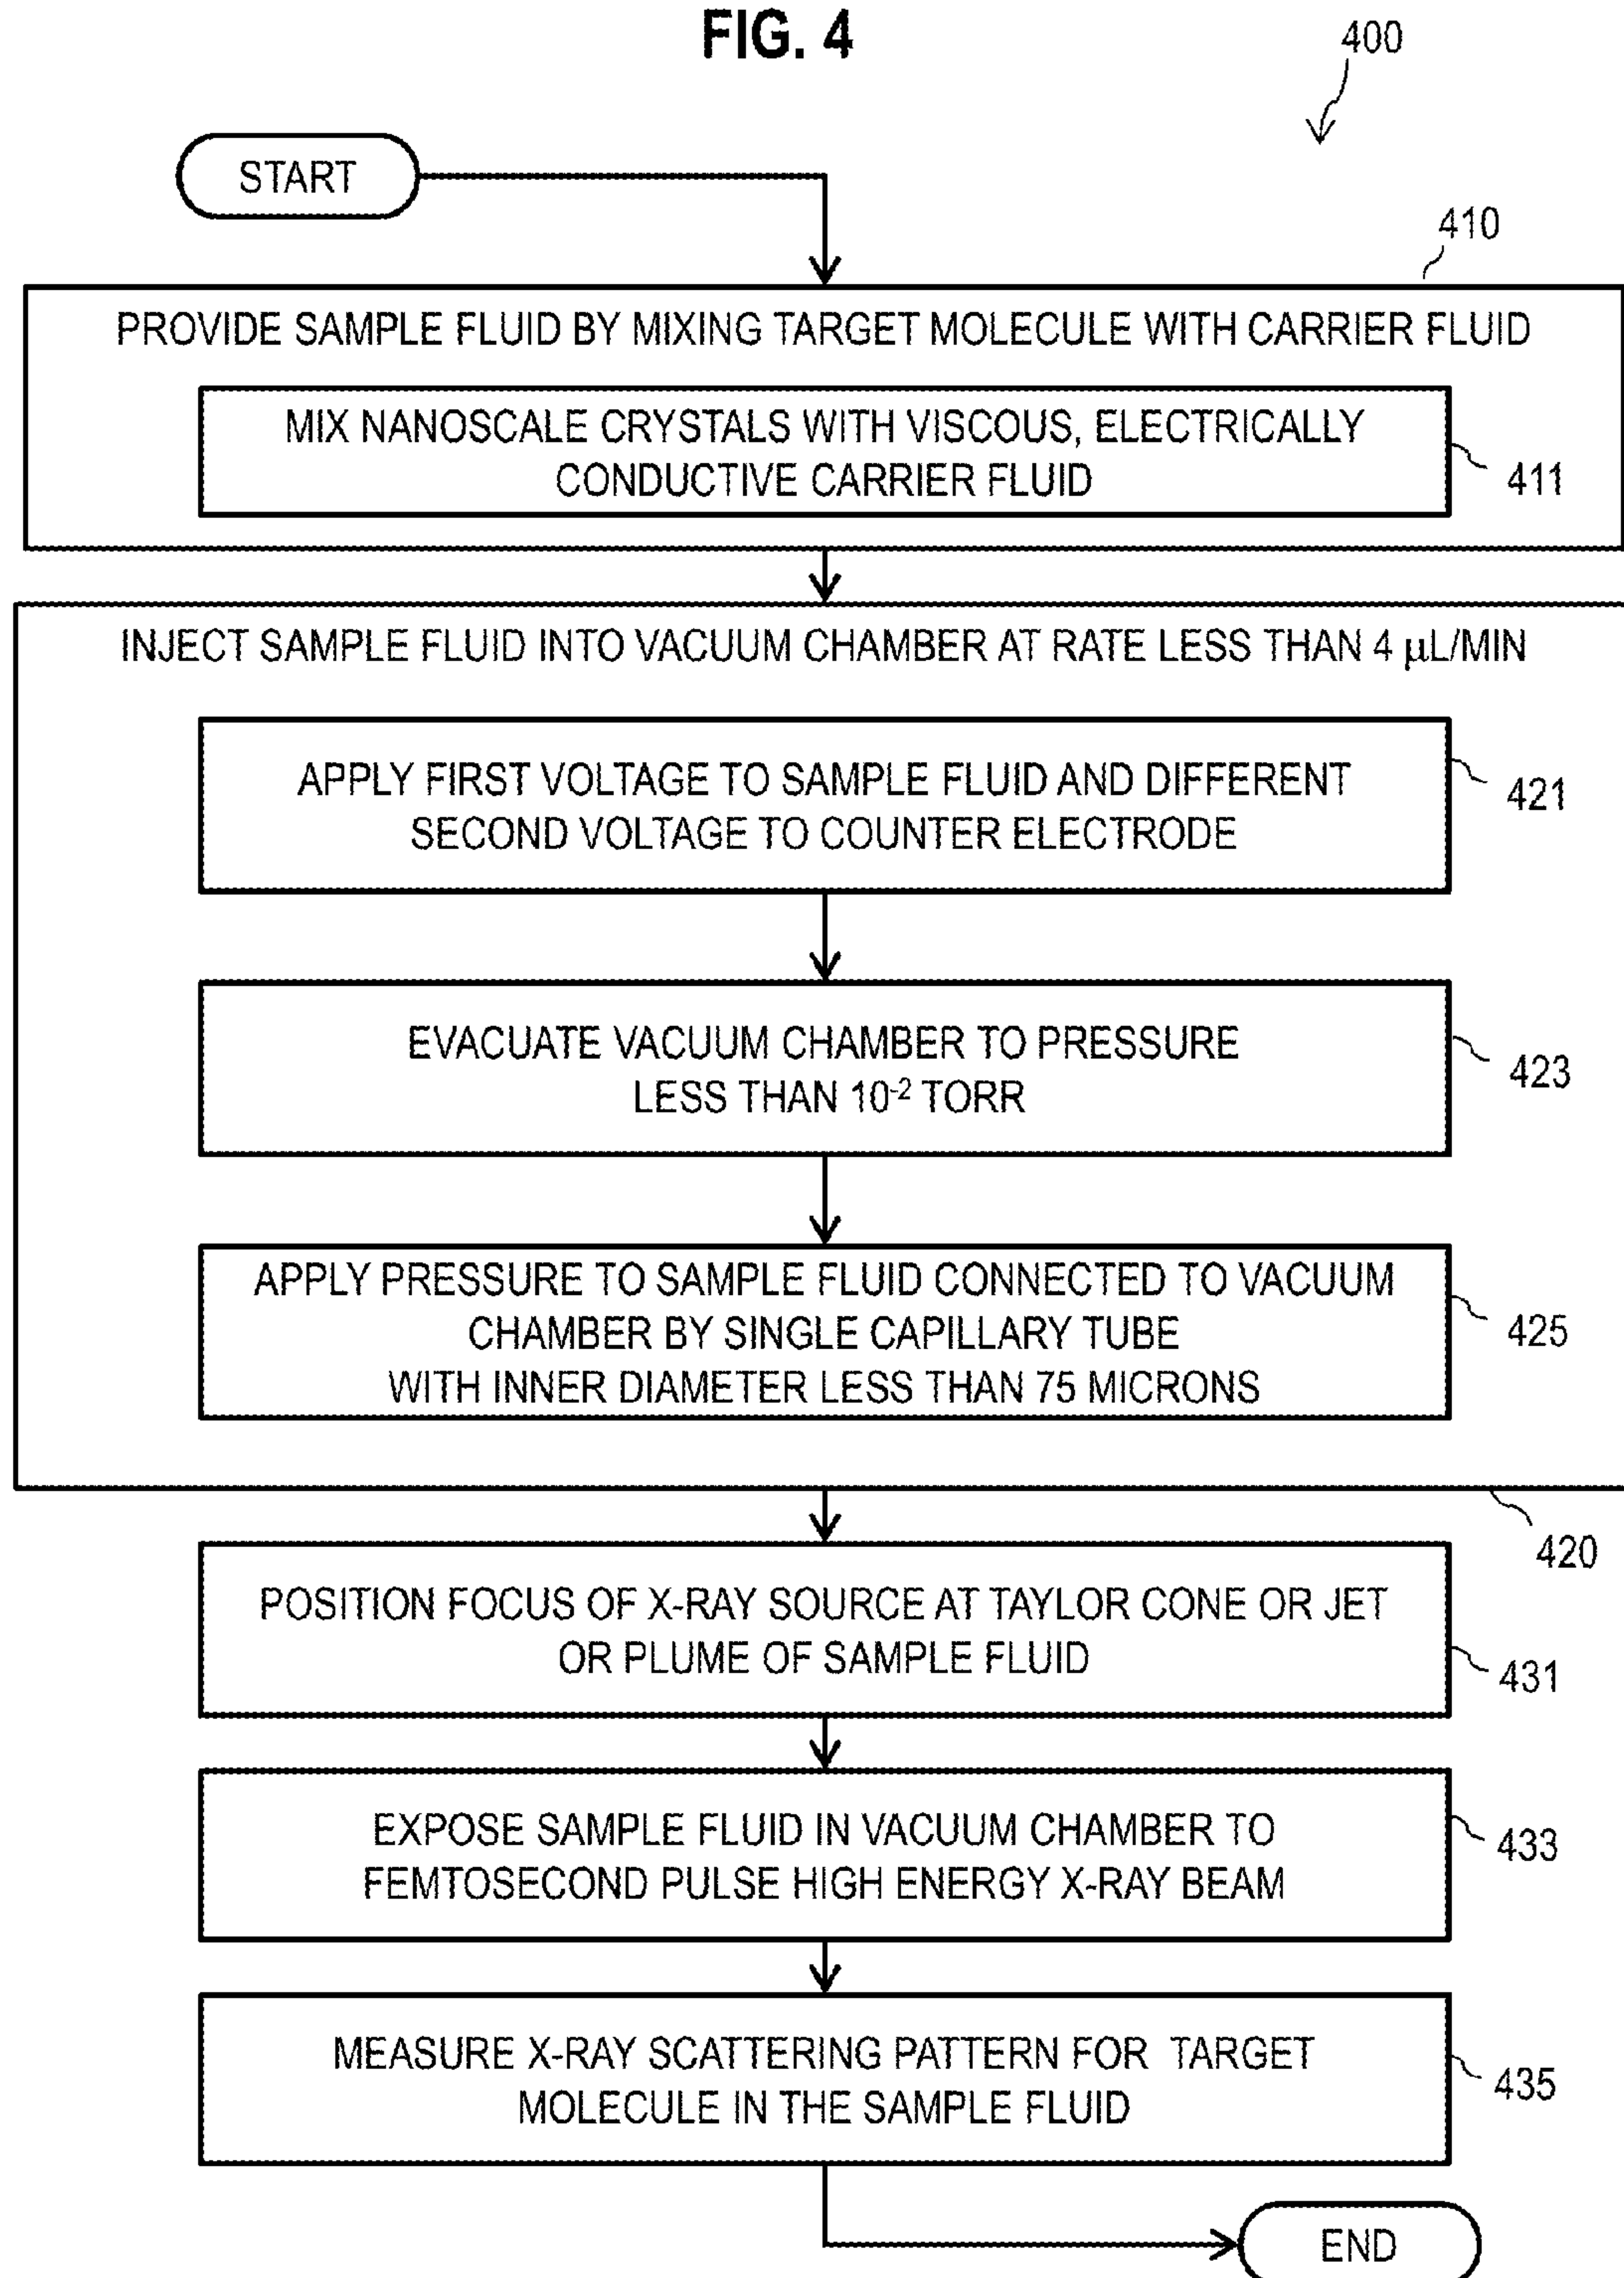 FIG. 4
400
START
410
PROVIDE SAMPLE FLUID BY MIXING TARGET MOLECULE WITH CARRIER FLUID
MIX NANOSCALE CRYSTALS WITH VISCOUS, ELECTRICALLY
CONDUCTIVE CARRIER FLUID
411
INJECT SAMPLE FLUID INTO VACUUM CHAMBER AT RATE LESS THAN 4 µL/MIN
APPLY FIRST VOLTAGE TO SAMPLE FLUID AND DIFFERENT
SECOND VOLTAGE TO COUNTER ELECTRODE
421
EVACUATE VACUUM CHAMBER TO PRESSURE
LESS THAN 10⁻² TORR
423
APPLY PRESSURE TO SAMPLE FLUID CONNECTED TO VACUUM
CHAMBER BY SINGLE CAPILLARY TUBE
WITH INNER DIAMETER LESS THAN 75 MICRONS
425
420
POSITION FOCUS OF X-RAY SOURCE AT TAYLOR CONE OR JET
OR PLUME OF SAMPLE FLUID
431
EXPOSE SAMPLE FLUID IN VACUUM CHAMBER TO
FEMTOSECOND PULSE HIGH ENERGY X-RAY BEAM
433
MEASURE X-RAY SCATTERING PATTERN FOR TARGET
MOLECULE IN THE SAMPLE FLUID
435
END